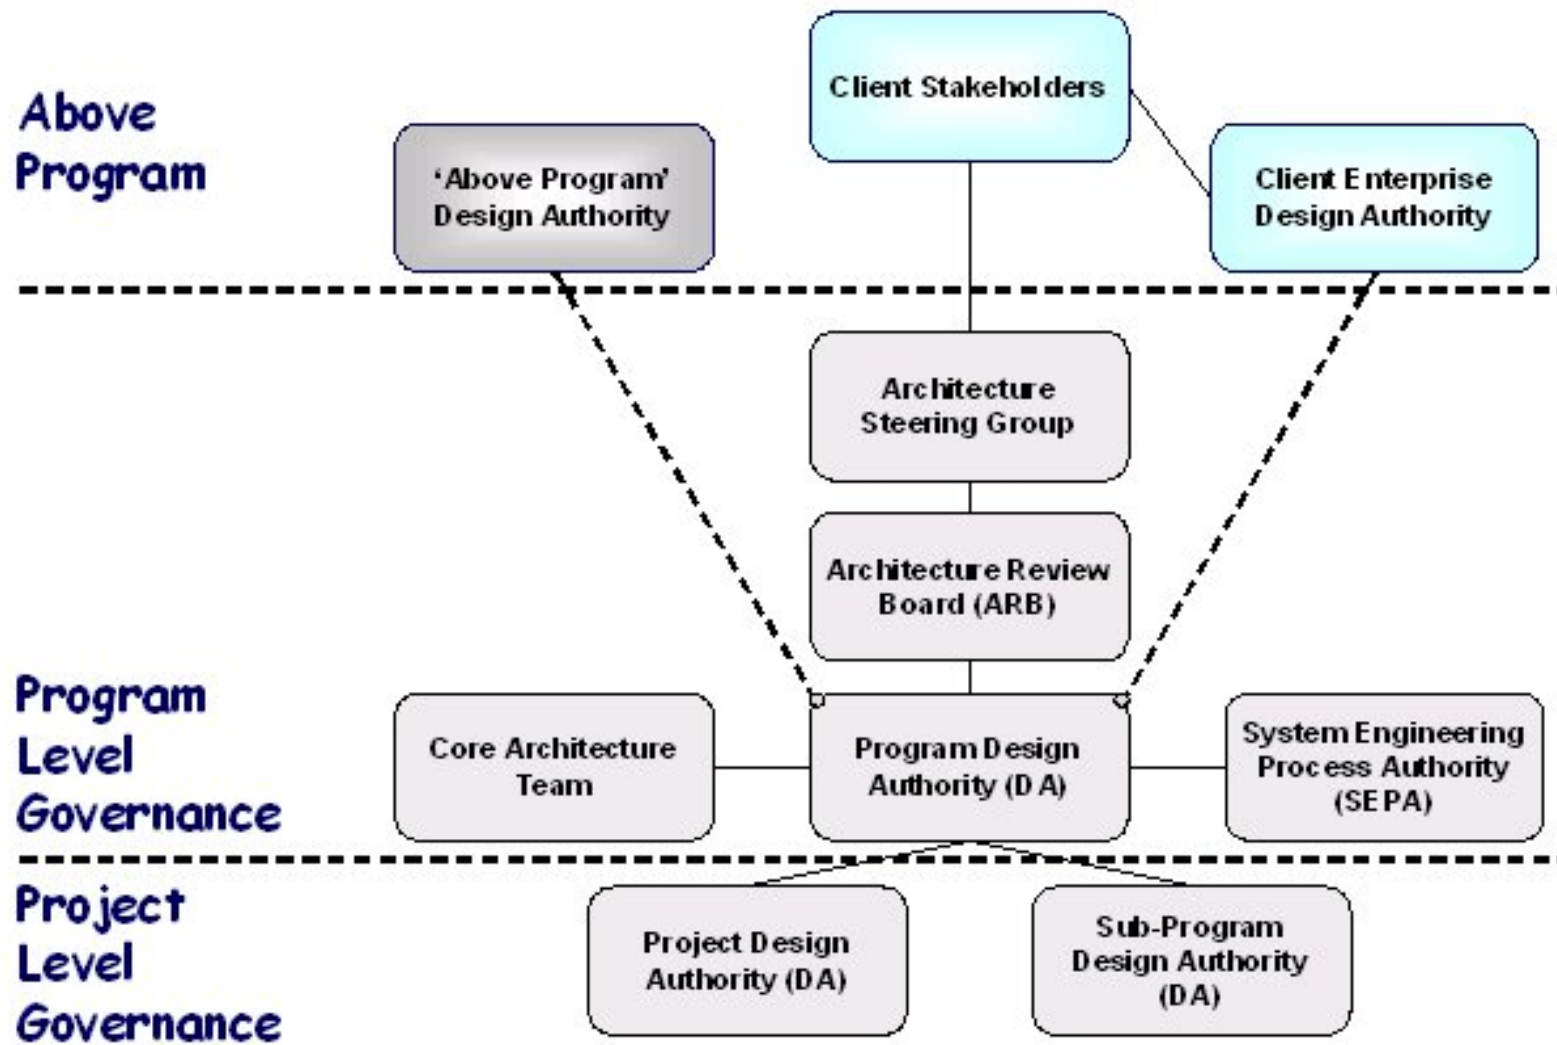 Above
Program
Client Stakeholders
‘Above Program’
Design Authority
Client Enterprise
Design Authority
Architecture
Steering Group
Architecture Review
Board (ARB)
Program
Level
Governance
Core Architecture
Team
Program Design
Authority (DA)
System Engineering
Process Authority
(SEPA)
Project
Level
Governance
Project Design
Authority (DA)
Sub-Program
Design Authority
(DA)